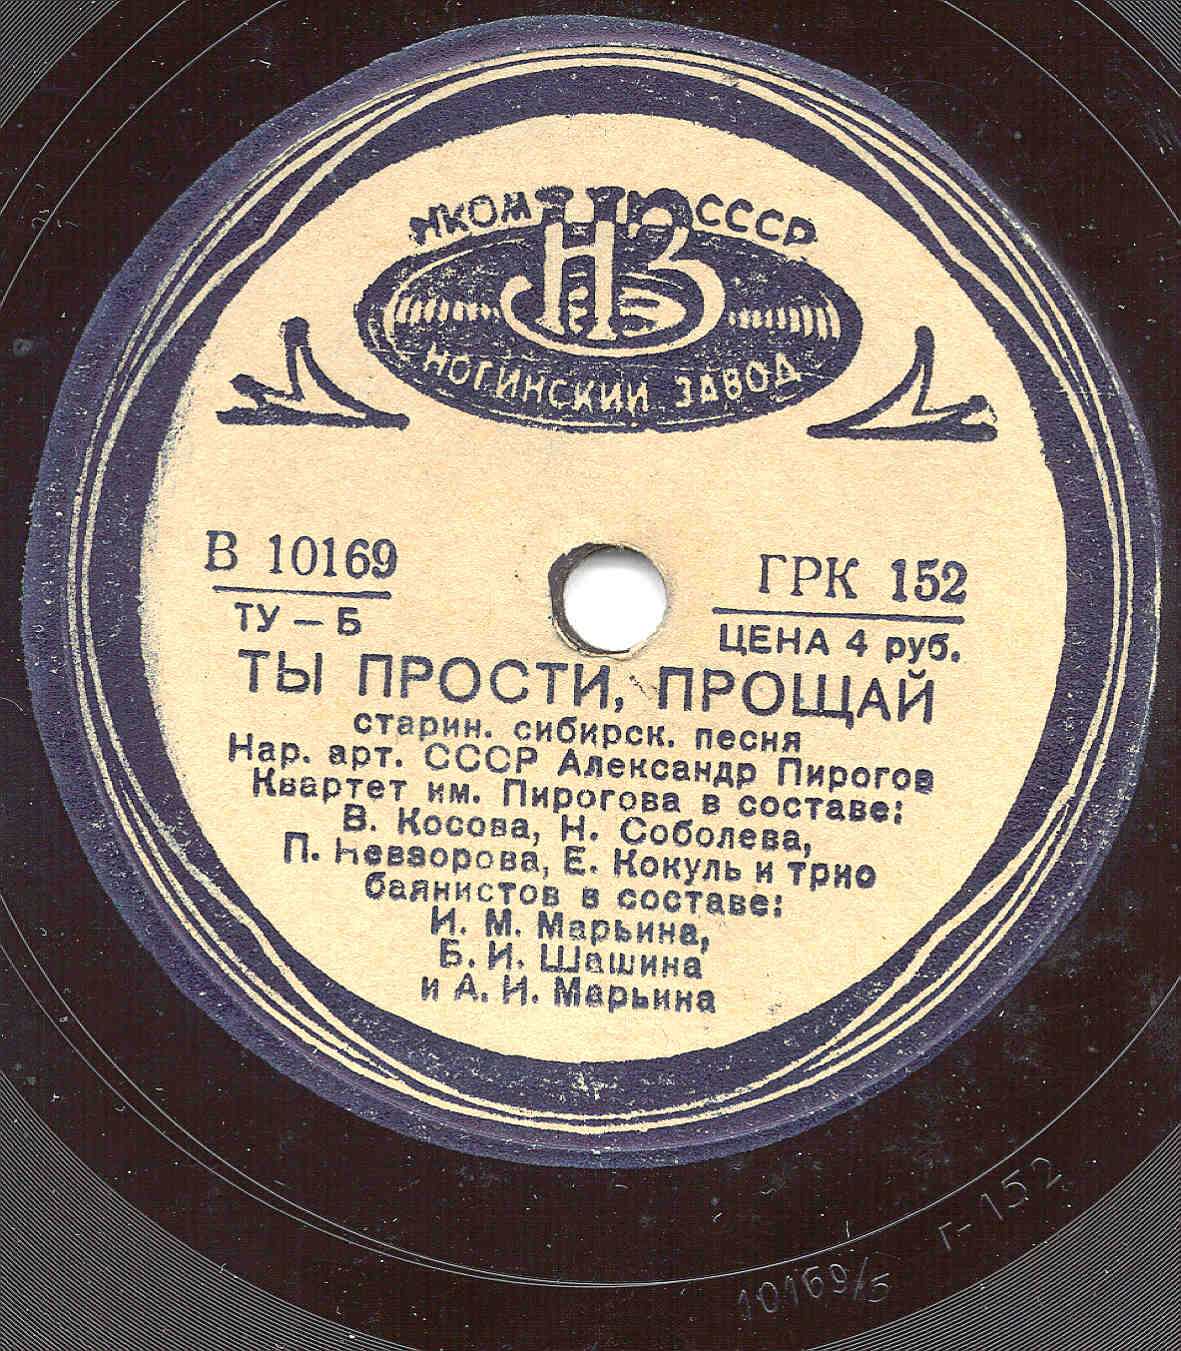 НКОМ НЗ СССР
НОГИНСКИЙ ЗАВОД
В 10169
ТУ — Б
ГРК 152
ЦЕНА 4 руб.
ТЫ ПРОСТИ, ПРОЩАЙ
старин. сибирск. песня
Нар. арт. СССР Александр Пирогов
Квартет им. Пирогова в составе:
В. Косова, Н. Соболева,
П. Невзорова, Е. Кокуль и трио
баянистов в составе:
И. М. Марьина,
Б. И. Шашина
и А. И. Марьина
Г-152
10169/5